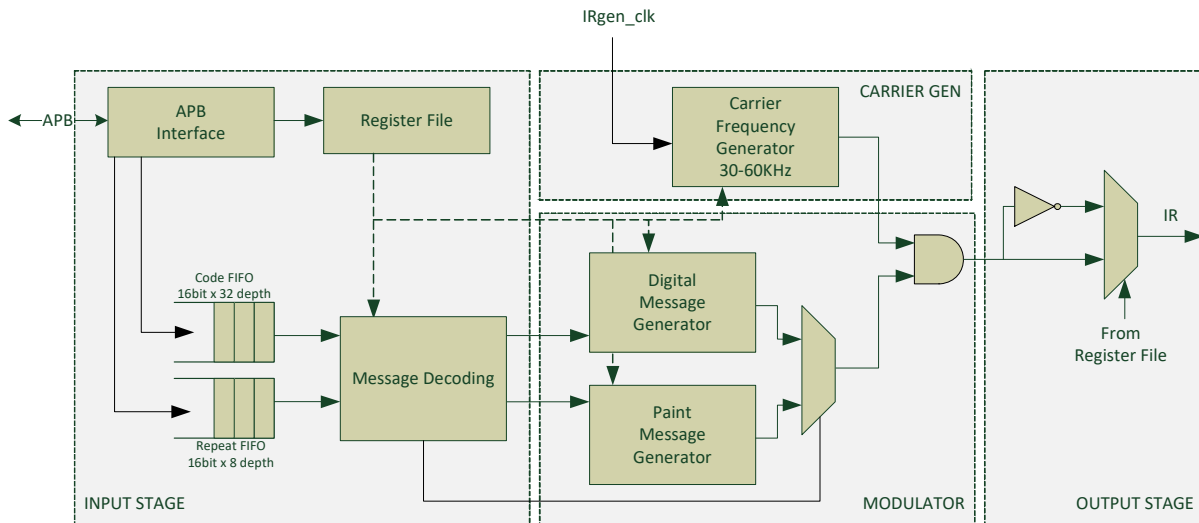 IRgen_clk
CARRIER GEN
APB
APB
Interface
Register File
Carrier
Frequency
Generator
30-60KHz
IR
Code FIFO
16bit x 32 depth
Digital
Message
Generator
Message Decoding
From
Register File
Paint
Message
Generator
Repeat FIFO
16bit x 8 depth
INPUT STAGE
MODULATOR
OUTPUT STAGE